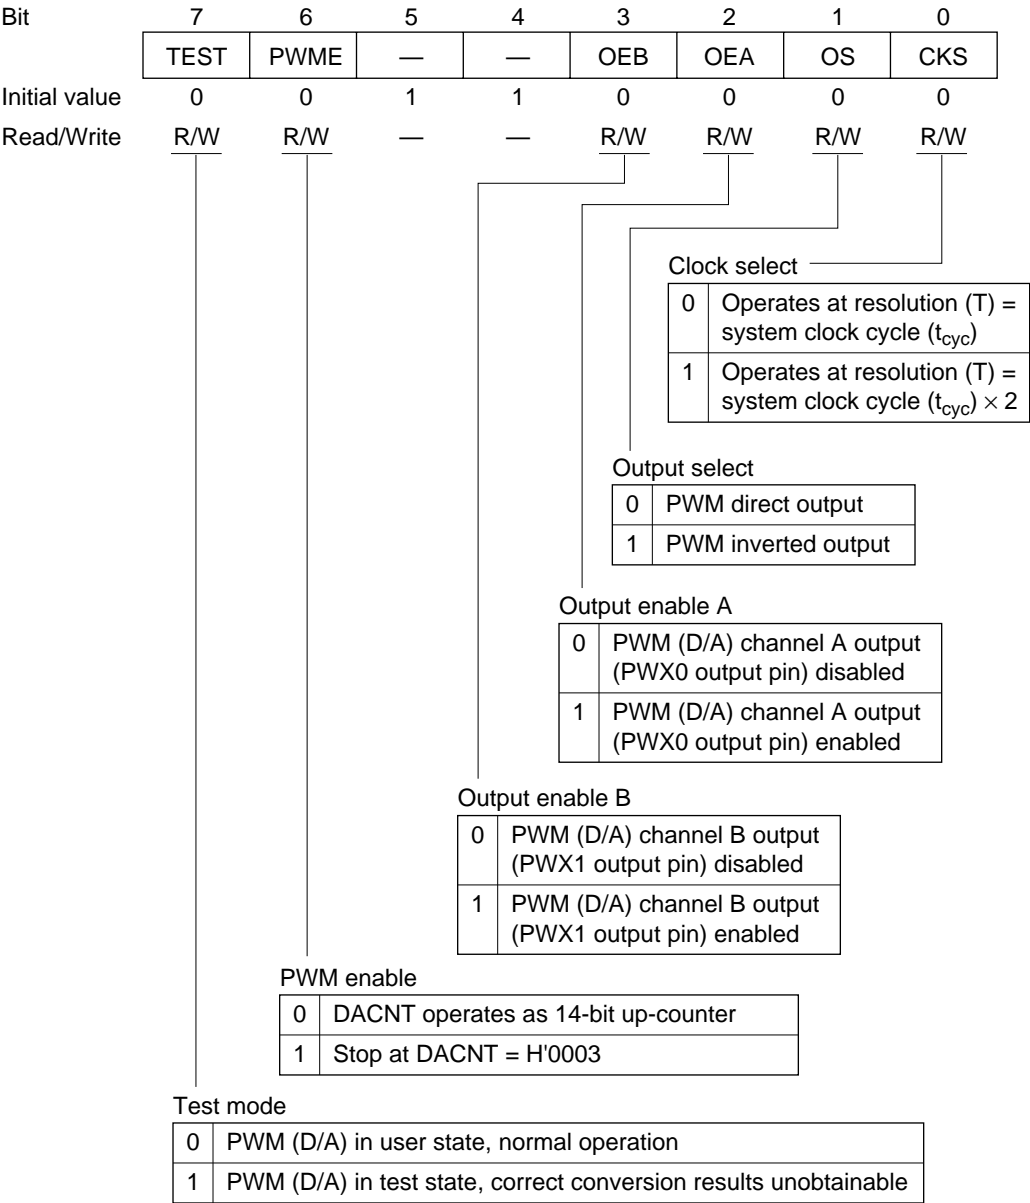 Bit 7 6 5 4 3 2 1 0
TEST PWME — — OEB OEA OS CKS
Initial value 0 0 1 1 0 0 0 0
Read/Write R/W R/W — — R/W R/W R/W R/W
Clock select
0 Operates at resolution (T) =
system clock cycle (tcyc)
1 Operates at resolution (T) =
system clock cycle (tcyc) × 2
Output select
0 PWM direct output
1 PWM inverted output
Output enable A
0 PWM (D/A) channel A output
(PWX0 output pin) disabled
1 PWM (D/A) channel A output
(PWX0 output pin) enabled
Output enable B
0 PWM (D/A) channel B output
(PWX1 output pin) disabled
1 PWM (D/A) channel B output
(PWX1 output pin) enabled
PWM enable
0 DACNT operates as 14-bit up-counter
1 Stop at DACNT = H'0003
Test mode
0 PWM (D/A) in user state, normal operation
1 PWM (D/A) in test state, correct conversion results unobtainable